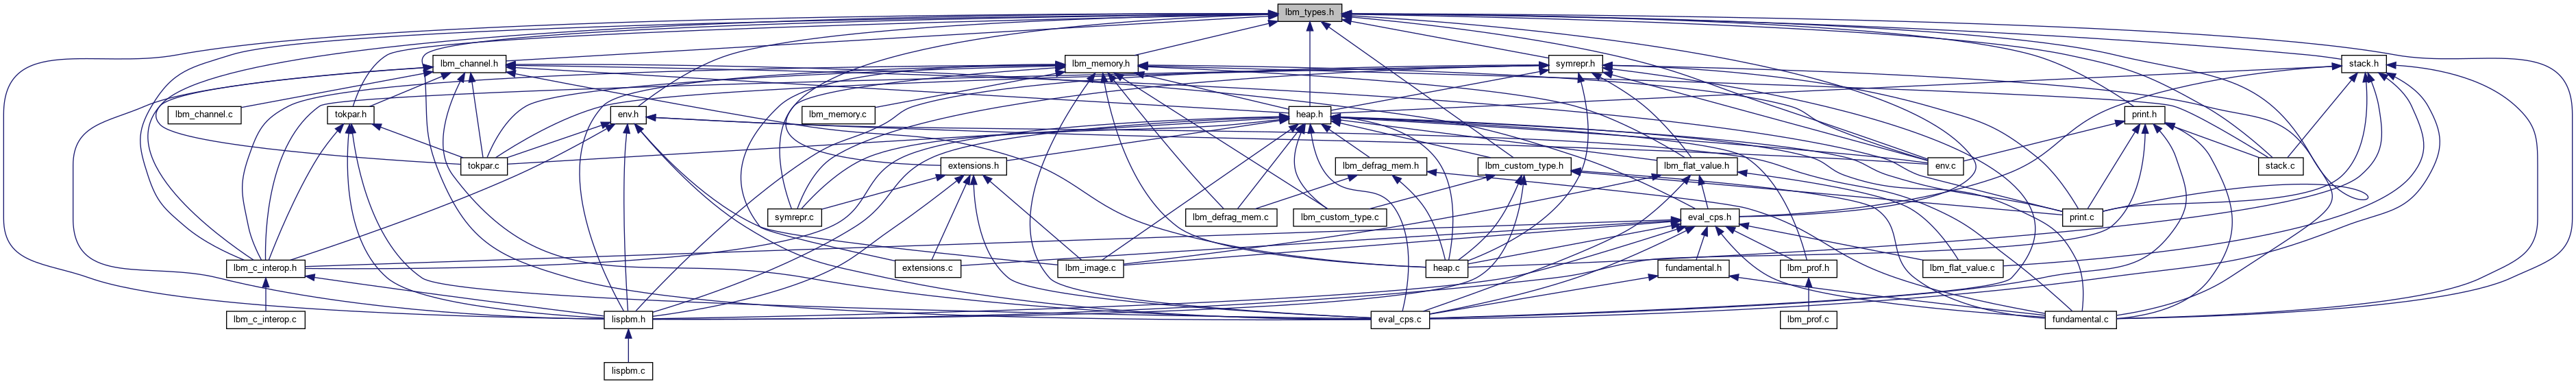 lbm_types.h
lbm_channel.h
lbm_memory.h
symrepr.h
stack.h
lbm_channel.c
tokpar.h
env.h
lbm_memory.c
heap.h
print.h
tokpar.c
extensions.h
lbm_defrag_mem.h
lbm_custom_type.h
lbm_flat_value.h
env.c
stack.c
symrepr.c
lbm_defrag_mem.c
lbm_custom_type.c
eval_cps.h
print.c
lbm_c_interop.h
extensions.c
lbm_image.c
heap.c
fundamental.h
lbm_prof.h
lbm_flat_value.c
lbm_c_interop.c
lispbm.h
eval_cps.c
lbm_prof.c
fundamental.c
lispbm.c